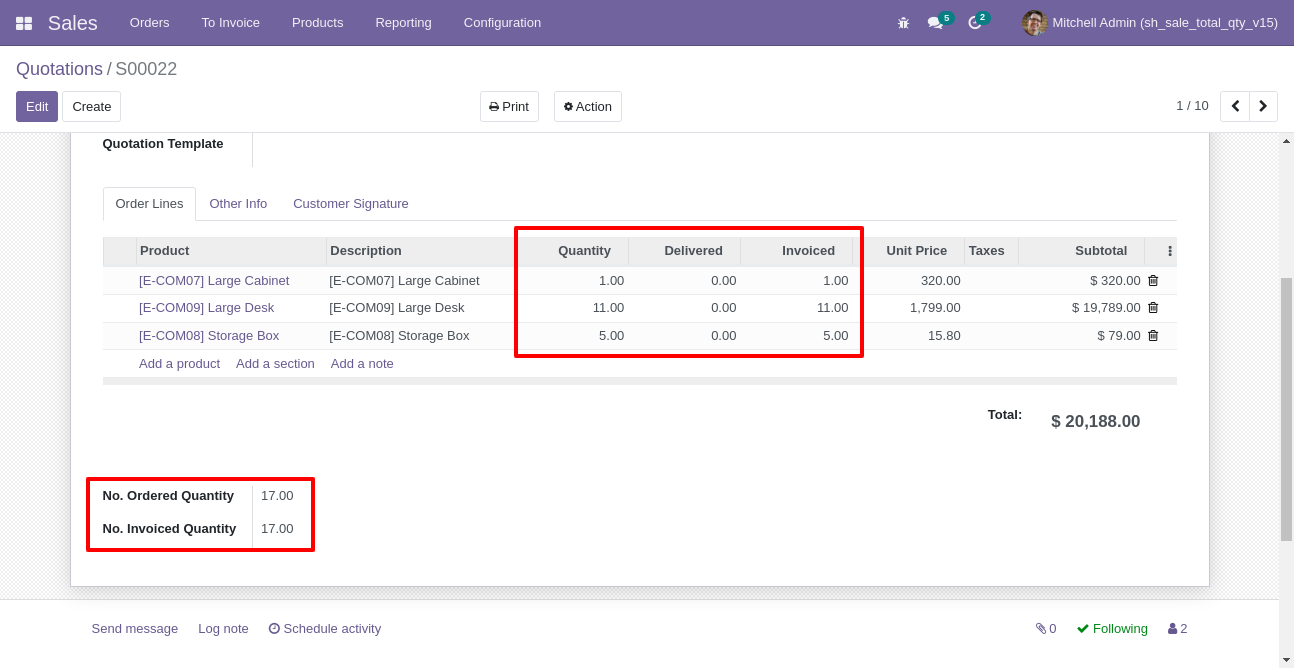 Sales Orders To Invoice Products Reporting Configuration 5 2 Mitchell Admin (sh_sale_total_qty_v15)
Quotations / S00022
Edit Create Print Action 1 / 10
Quotation Template
Order Lines Other Info Customer Signature
Product Description Quantity Delivered Invoiced Unit Price Taxes Subtotal
[E-COM07] Large Cabinet [E-COM07] Large Cabinet 1.00 0.00 1.00 320.00 $ 320.00
[E-COM09] Large Desk [E-COM09] Large Desk 11.00 0.00 11.00 1,799.00 $ 19,789.00
[E-COM08] Storage Box [E-COM08] Storage Box 5.00 0.00 5.00 15.80 $ 79.00
Add a product Add a section Add a note
Total: $ 20,188.00
No. Ordered Quantity 17.00
No. Invoiced Quantity 17.00
Send message Log note Schedule activity 0 Following 2